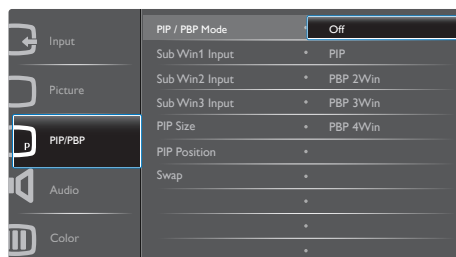 Input
Picture
P
PIP/PBP
Audio
Color
PIP / PBP Mode • Off
Sub Win1 Input • PIP
Sub Win2 Input • PBP 2Win
Sub Win3 Input • PBP 3Win
PIP Size • PBP 4Win
PIP Position •
Swap •
•
•
•